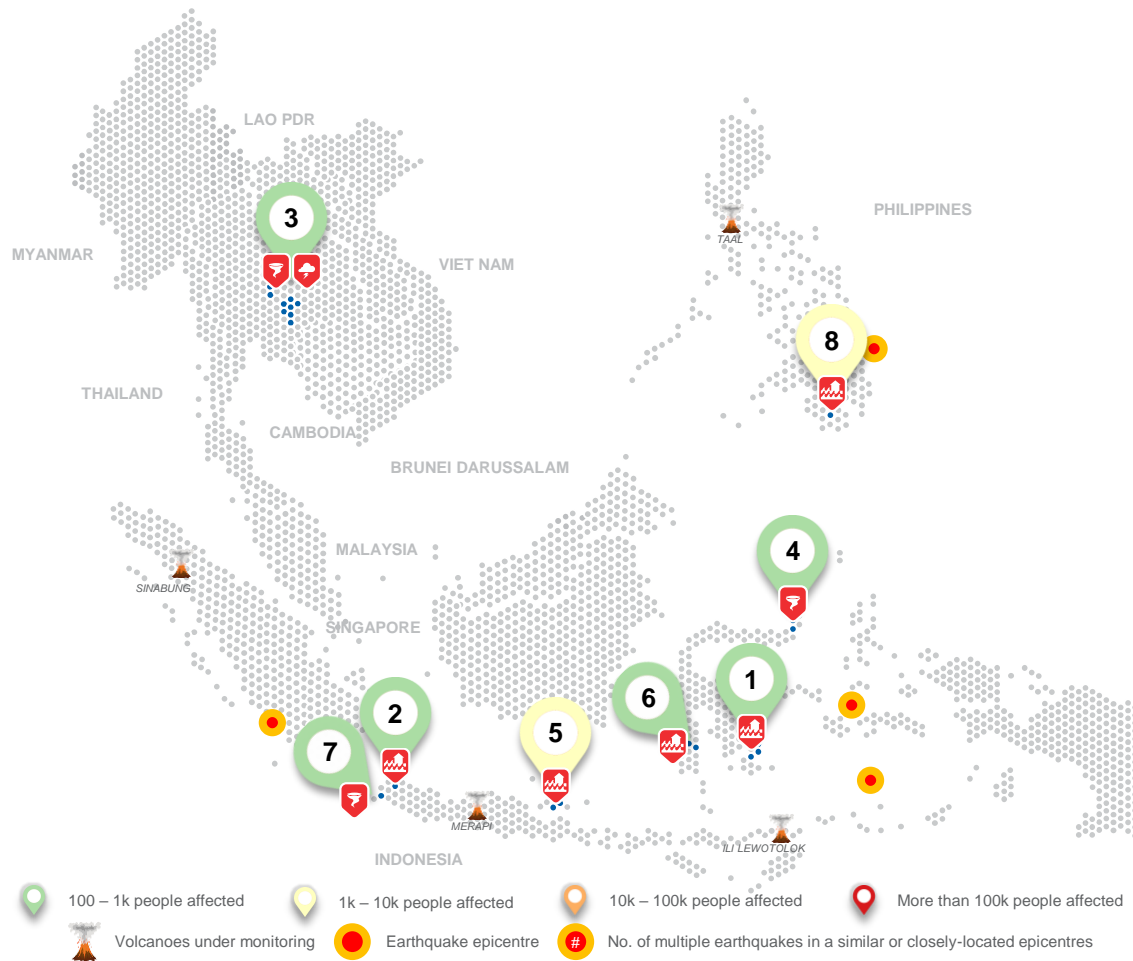 LAO PDR
PHILIPPINES
3
TAAL
MYANMAR
VIET NAM
8
THAILAND
CAMBODIA
BRUNEI DARUSSALAM
4
MALAYSIA
SINABUNG
SINGAPORE
1
6
2
5
7
MERAPI
ILI LEWOTOLOK
INDONESIA
100 – 1k people affected
1k – 10k people affected
10k – 100k people affected
More than 100k people affected
Volcanoes under monitoring
Earthquake epicentre
# No. of multiple earthquakes in a similar or closely-located epicentres